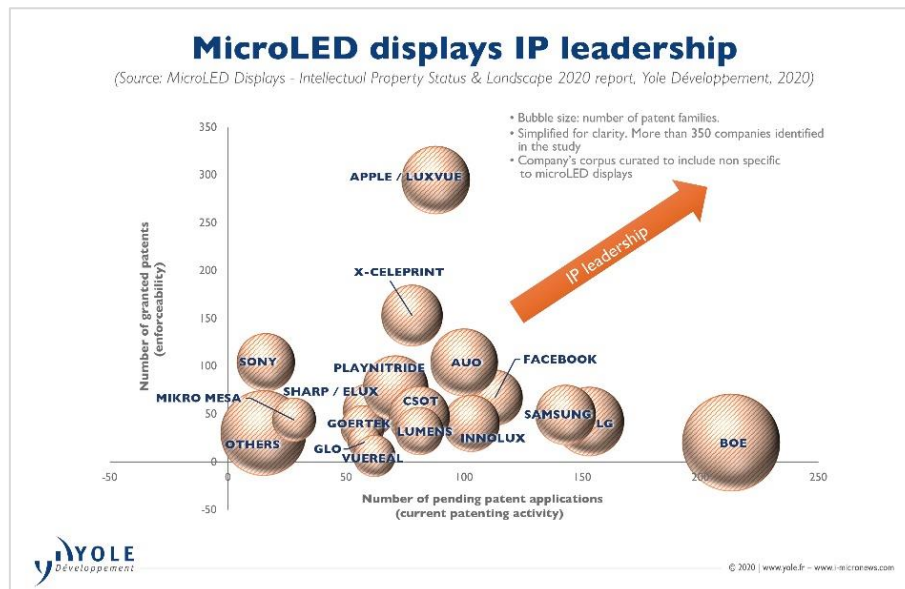 MicroLED displays IP leadership
(Source: MicroLED Displays - Intellectual Property Status & Landscape 2020 report, Yole Développement, 2020)
• Bubble size: number of patent families.
• Simplified for clarity. More than 350 companies identified
in the study
• Company's corpus curated to include non specific
to microLED displays
350
300
250
200
150
100
50
0
-50
Number of granted patents
(enforceability)
APPLE / LUXVUE
IP leadership
X-CELEPRINT
SONY
PLAYNITRIDE
AUO
FACEBOOK
MIKRO MESA
SHARP / ELUX
CSOT
SAMSUNG
LG
GOERTEK
LUMENS
INNOLUX
OTHERS
GLO
VUEREAL
BOE
-50
0
50
100
150
200
250
Number of pending patent applications
(current patenting activity)
YOLE
Développement
© 2020 | www.yole.fr – www.i-micronews.com